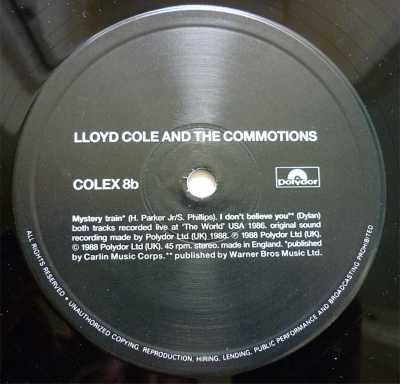 LLOYD COLE AND THE COMMOTIONS
COLEX 8b
polydor
Mystery train* (H. Parker Jr/S. Phillips). I don't believe you** (Dylan)
both tracks recorded live at 'The World' USA 1986. original sound
recording made by Polydor Ltd (UK) 1988. ℗ 1988 Polydor Ltd (UK).
© 1988 Polydor Ltd (UK). 45 rpm. stereo. made in England. *published
by Carlin Music Corps.** published by Warner Bros Music Ltd.
ALL RIGHTS RESERVED • UNAUTHORIZED COPYING, REPRODUCTION, HIRING, LENDING, PUBLIC PERFORMANCE AND BROADCASTING PROHIBITED